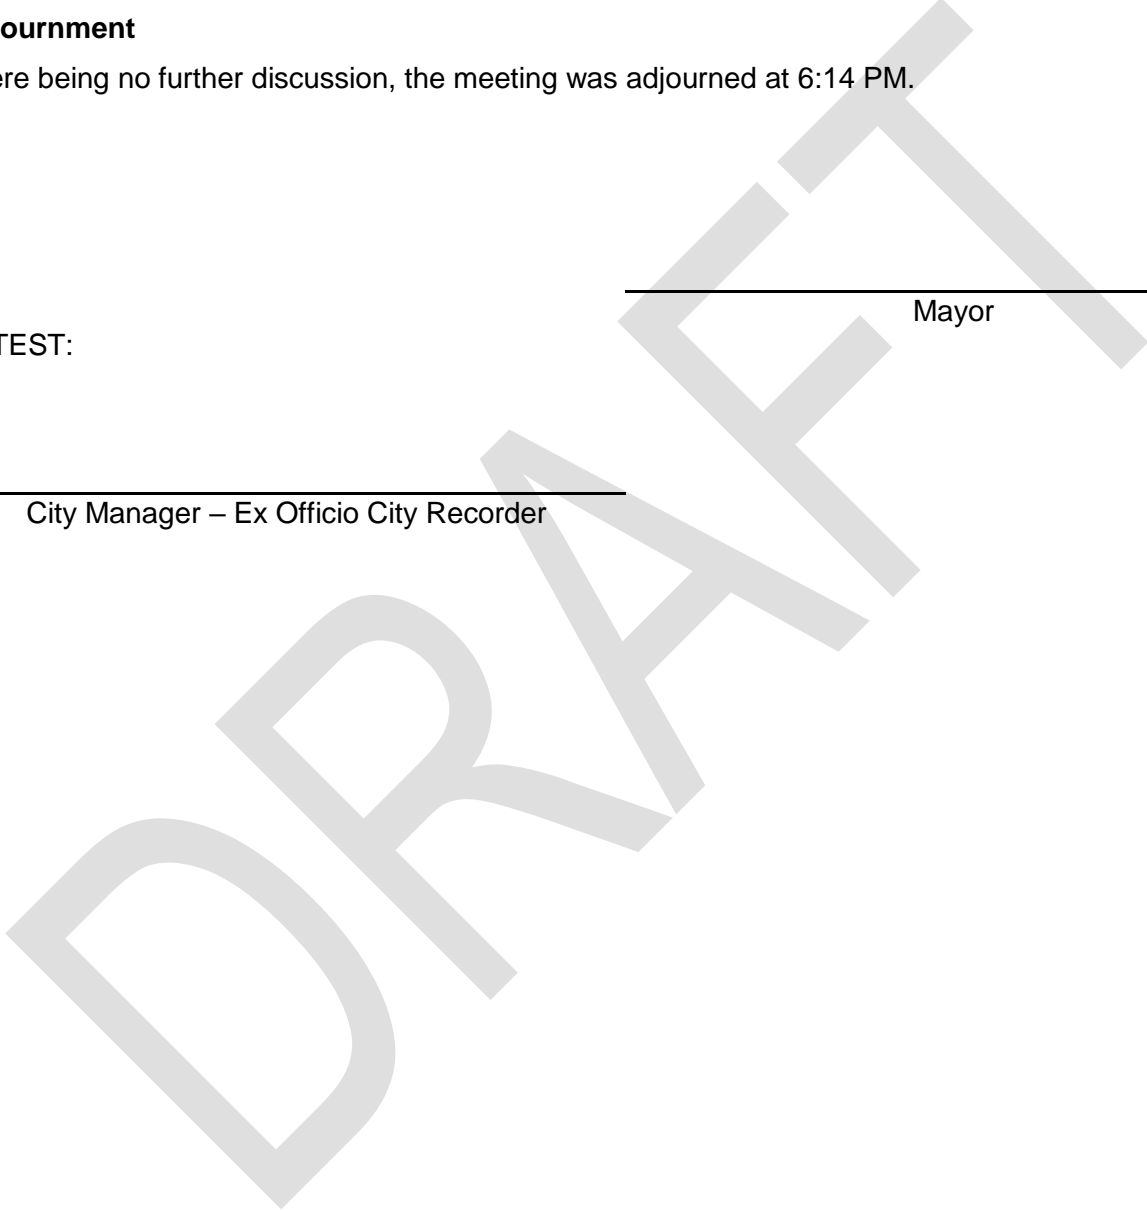 ournment
ere being no further discussion, the meeting was adjourned at 6:14 PM.
Mayor
TEST:
City Manager – Ex Officio City Recorder
DRAFT